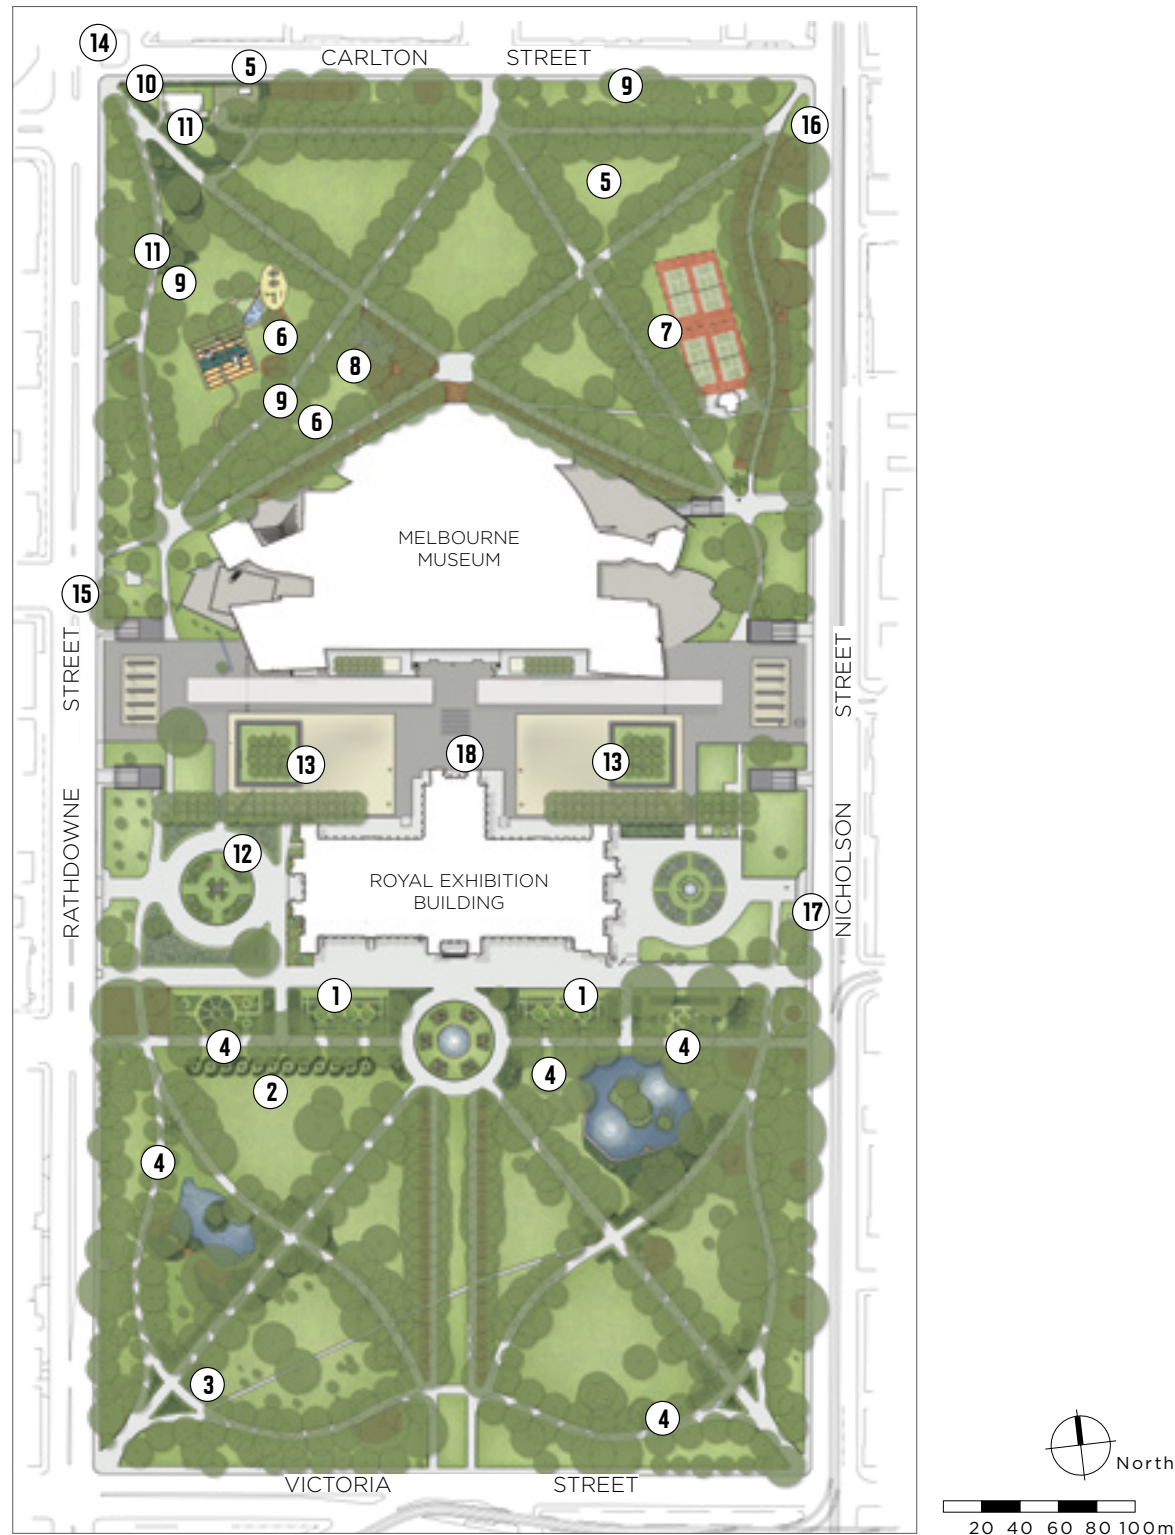 14
CARLTON STREET
5
10
9
11
16
5
11
9
7
6
8
9
6
MELBOURNE
MUSEUM
15
STREET
STREET
18
13
13
RATHDOWNE
NICHOLSON
12
ROYAL EXHIBITION
BUILDING
17
1
1
4
4
4
2
4
3
4
VICTORIA STREET
North
20 40 60 80 100m